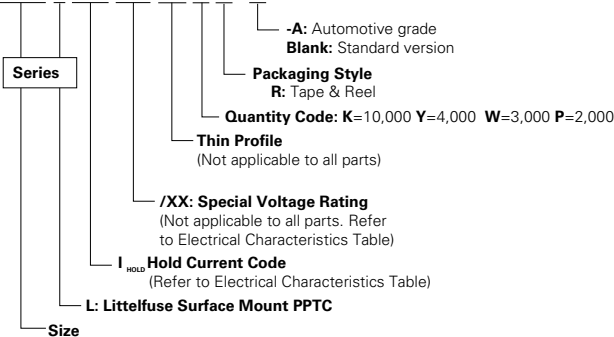 -A: Automotive grade
Blank: Standard version
Series
Packaging Style
R: Tape & Reel
Quantity Code: K=10,000 Y=4,000 W=3,000 P=2,000
Thin Profile
(Not applicable to all parts)
/XX: Special Voltage Rating
(Not applicable to all parts. Refer
to Electrical Characteristics Table)
I HOLD Hold Current Code
(Refer to Electrical Characteristics Table)
L: Littelfuse Surface Mount PPTC
Size